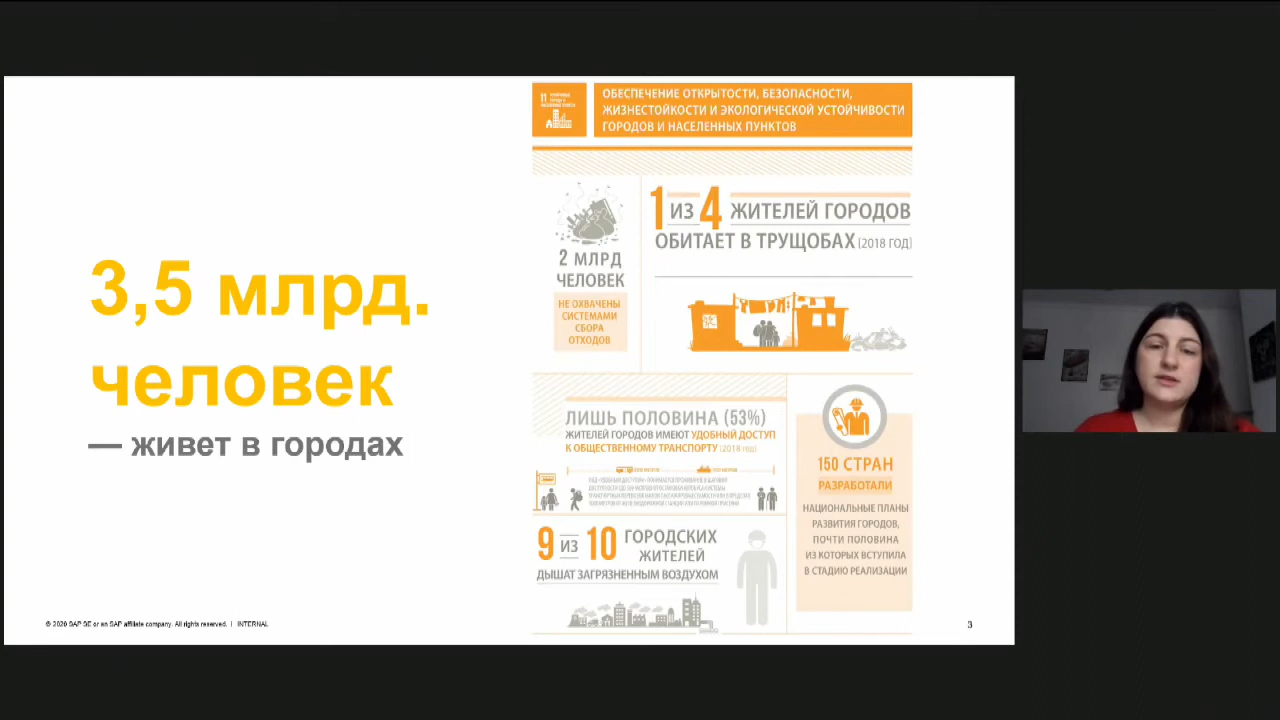 3,5 млрд.
человек
— живет в городах
© 2020 SAP SE or an SAP affiliate company. All rights reserved. | INTERNAL
3
11
ОБЕСПЕЧЕНИЕ ОТКРЫТОСТИ, БЕЗОПАСНОСТИ,
ЖИЗНЕСТОЙКОСТИ И ЭКОЛОГИЧЕСКОЙ УСТОЙЧИВОСТИ
ГОРОДОВ И НАСЕЛЕННЫХ ПУНКТОВ
2 МЛРД
ЧЕЛОВЕК
НЕ ОХВАЧЕНЫ
СИСТЕМАМИ
СБОРА
ОТХОДОВ
1 ИЗ 4 ЖИТЕЛЕЙ ГОРОДОВ
ОБИТАЕТ В ТРУЩОБАХ (2018 ГОД)
ЛИШЬ ПОЛОВИНА (53%)
ЖИТЕЛЕЙ ГОРОДОВ ИМЕЮТ УДОБНЫЙ ДОСТУП
К ОБЩЕСТВЕННОМУ ТРАНСПОРТУ (2018 ГОД)
150 СТРАН
РАЗРАБОТАЛИ
НАЦИОНАЛЬНЫЕ ПЛАНЫ
РАЗВИТИЯ ГОРОДОВ,
ПОЧТИ ПОЛОВИНА
ИЗ КОТОРЫХ ВСТУПИЛА
В СТАДИЮ РЕАЛИЗАЦИИ
9 ИЗ 10 ГОРОДСКИХ
ЖИТЕЛЕЙ
ДЫШАТ ЗАГРЯЗНЕННЫМ ВОЗДУХОМ